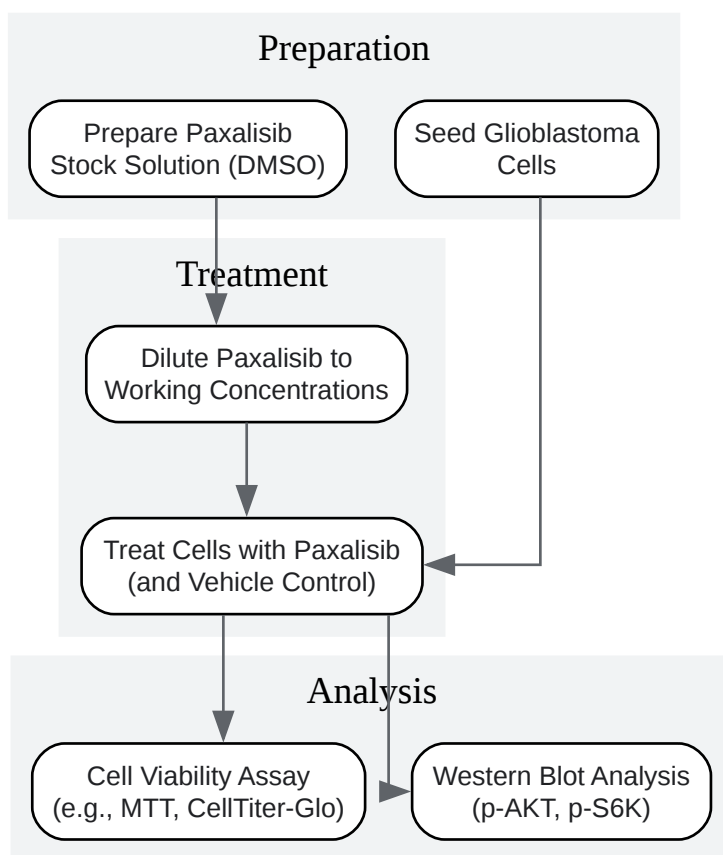 Preparation
Prepare Paxalisib
Stock Solution (DMSO)
Seed Glioblastoma
Cells
Treatment
Dilute Paxalisib to
Working Concentrations
Treat Cells with Paxalisib
(and Vehicle Control)
Analysis
Cell Viability Assay
(e.g., MTT, CellTiter-Glo)
Western Blot Analysis
(p-AKT, p-S6K)